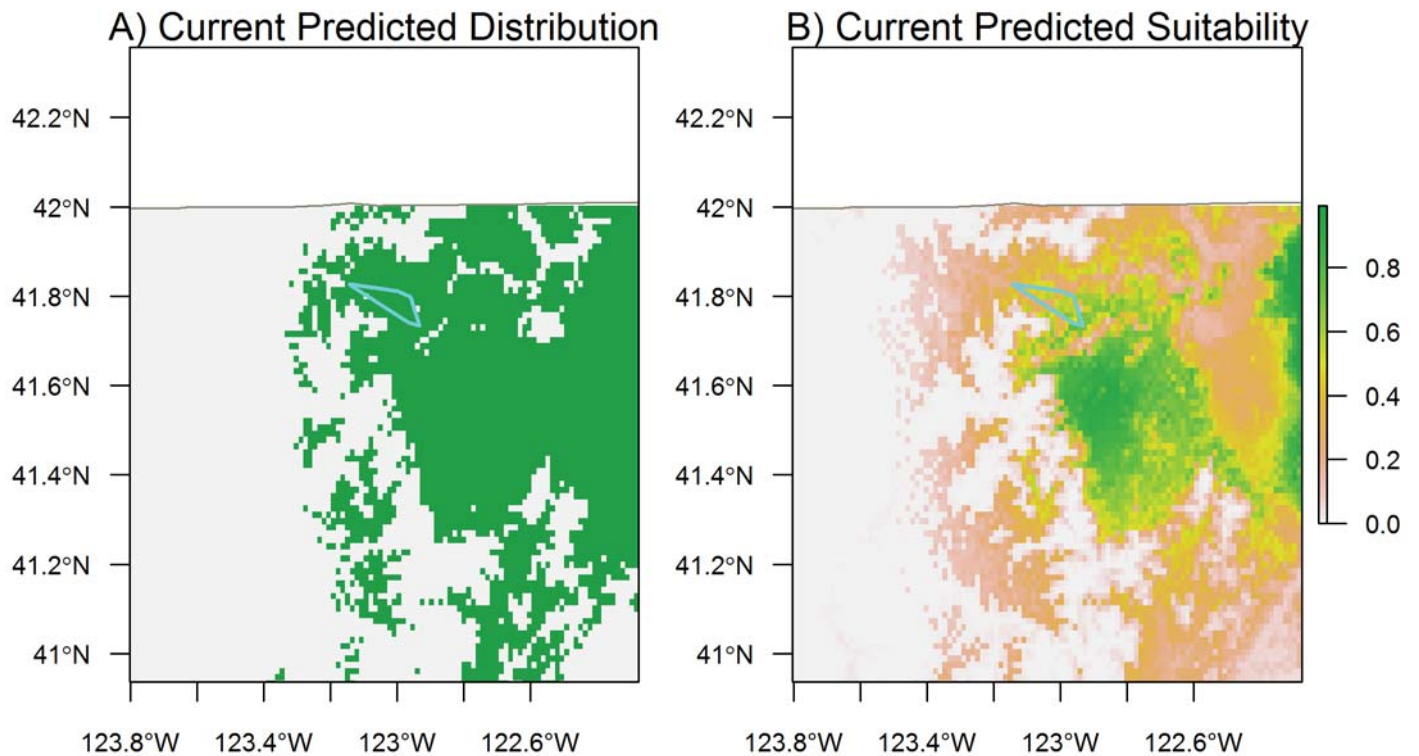 A) Current Predicted Distribution
B) Current Predicted Suitability
42.2°N
42°N
41.8°N
41.6°N
41.4°N
41.2°N
41°N
123.8°W 123.4°W 123°W 122.6°W
42.2°N
42°N
41.8°N
41.6°N
41.4°N
41.2°N
41°N
123.8°W 123.4°W 123°W 122.6°W
0.8
0.6
0.4
0.2
0.0